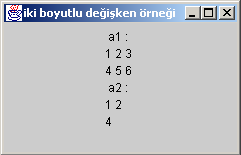 iki boyutlu değişken örneği
a1 :
1 2 3
4 5 6
a2 :
1 2
4